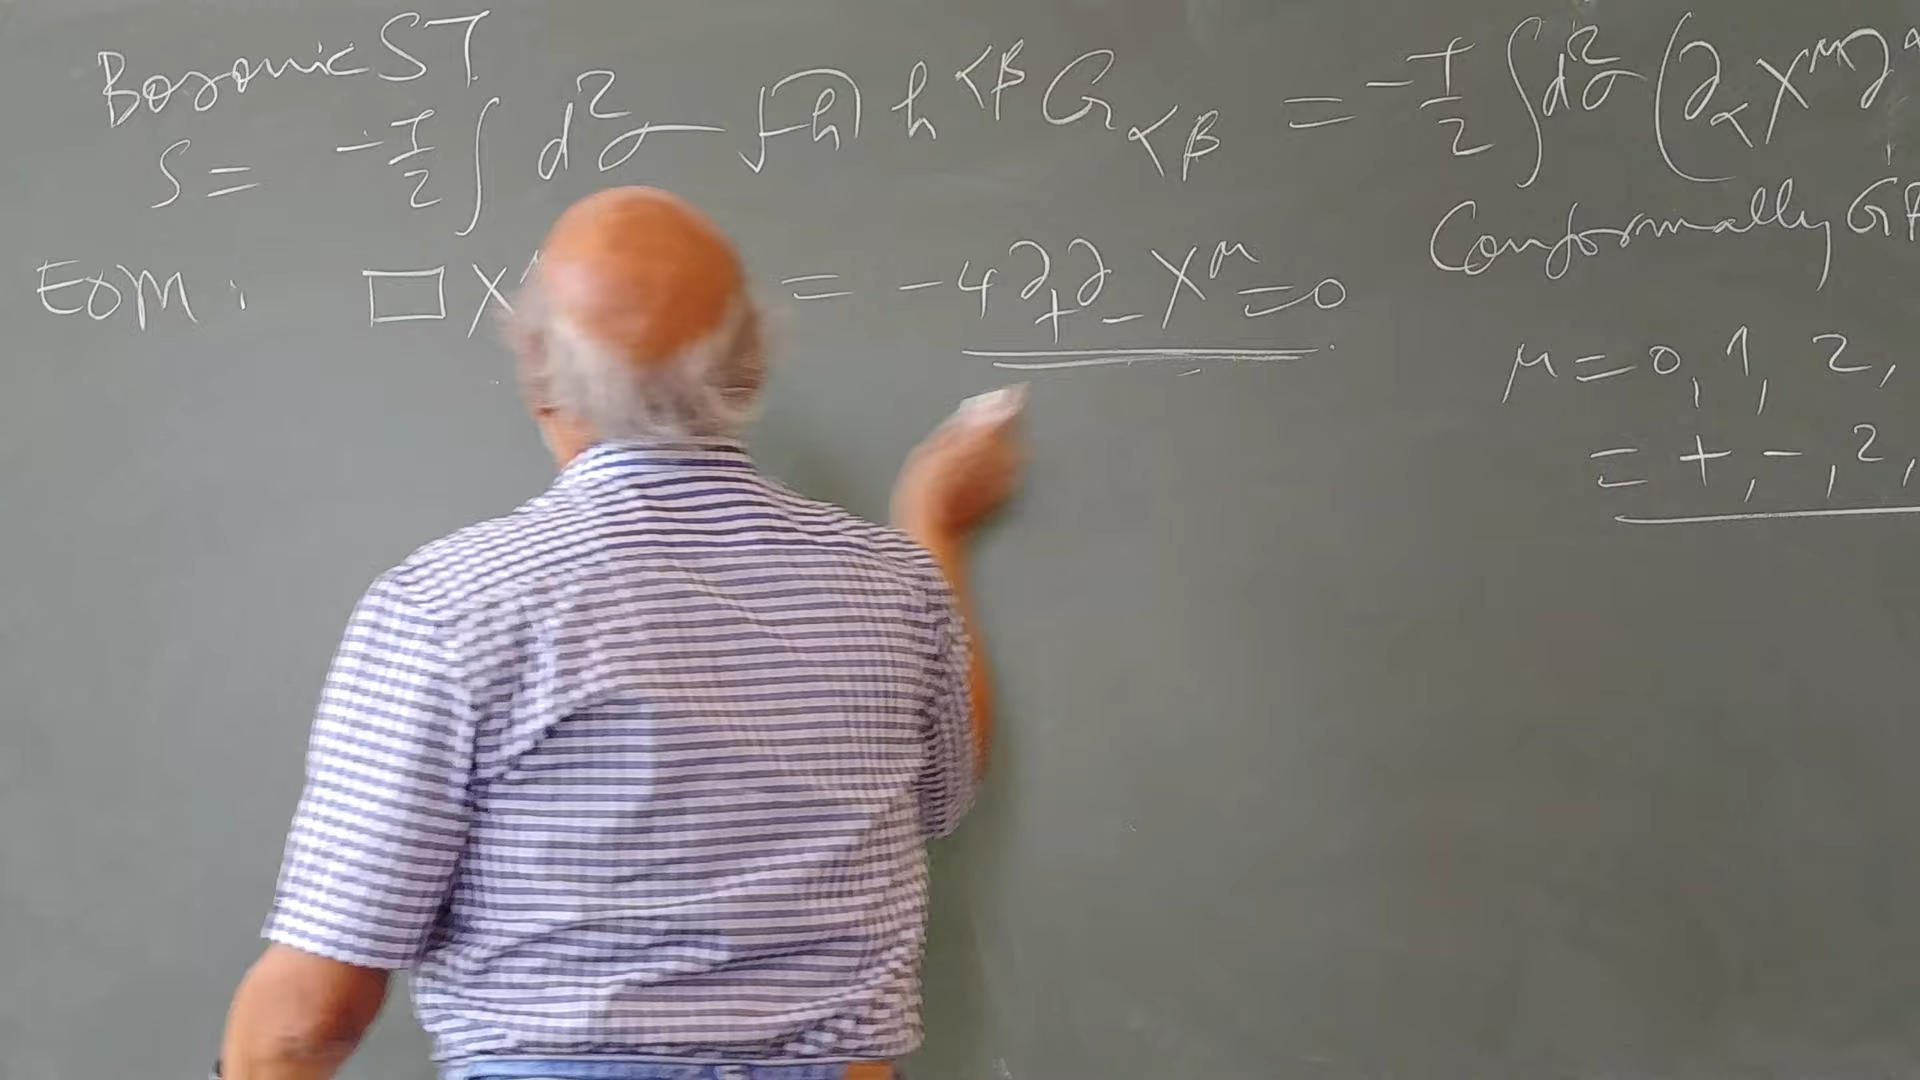 Bosonic ST
S = -T/2 ∫ d²σ √-h h^{αβ} G_{αβ} = -T/2 ∫ d²σ (∂_α X^μ ∂^α
Conformally G
EOM : □ X^μ = -4 ∂_+ ∂_- X^μ = 0
μ = 0, 1, 2,
= +, -, 2,